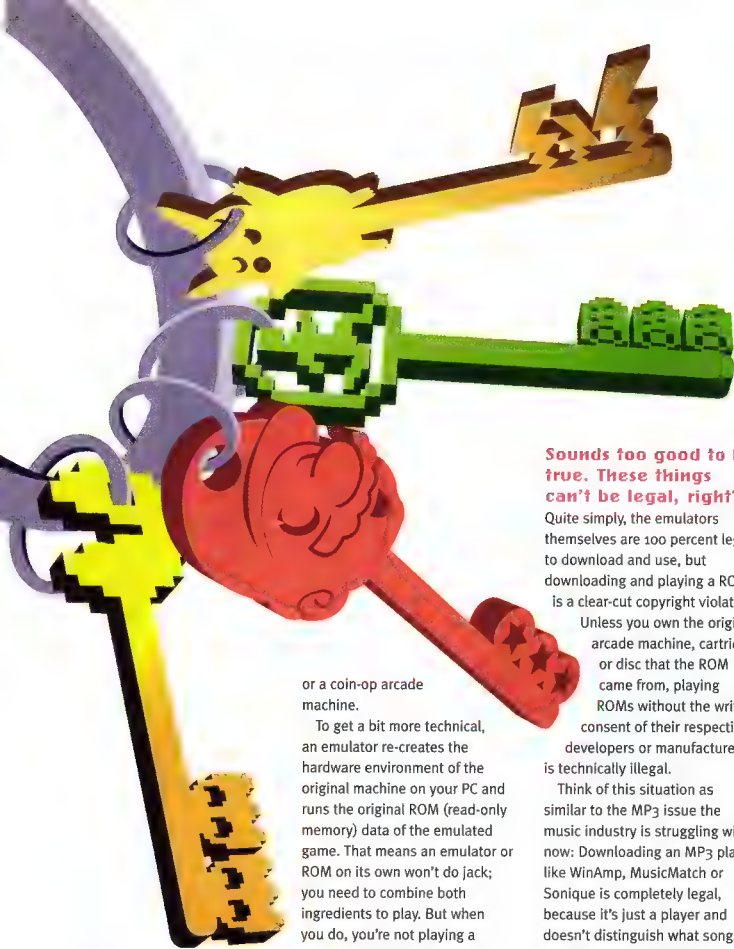 or a coin-op arcade
machine.
To get a bit more technical,
an emulator re-creates the
hardware environment of the
original machine on your PC and
runs the original ROM (read-only
memory) data of the emulated
game. That means an emulator or
ROM on its own won't do jack;
you need to combine both
ingredients to play. But when
you do, you're not playing a
Sounds too good to
true. These things
can't be legal, right
Quite simply, the emulators
themselves are 100 percent leg
to download and use, but
downloading and playing a RO
is a clear-cut copyright violat
Unless you own the origi
arcade machine, cartri
or disc that the ROM
came from, playing
ROMs without the writ
consent of their respecti
developers or manufacture
is technically illegal.
Think of this situation as
similar to the MP3 issue the
music industry is struggling wi
now: Downloading an MP3 pla
like WinAmp, MusicMatch or
Sonique is completely legal,
because it's just a player and
doesn't distinguish what song